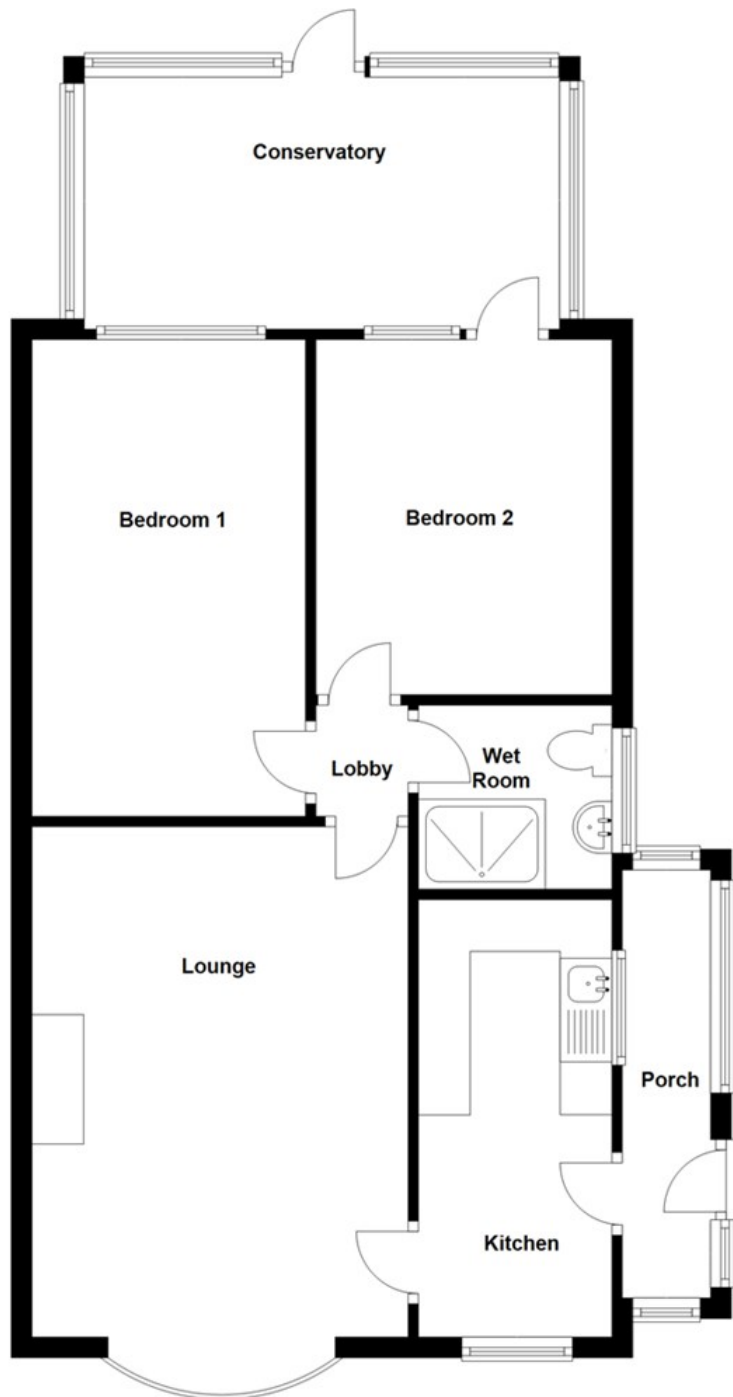 Conservatory
Bedroom 1
Bedroom 2
Lobby
Wet
Room
Lounge
Porch
Kitchen